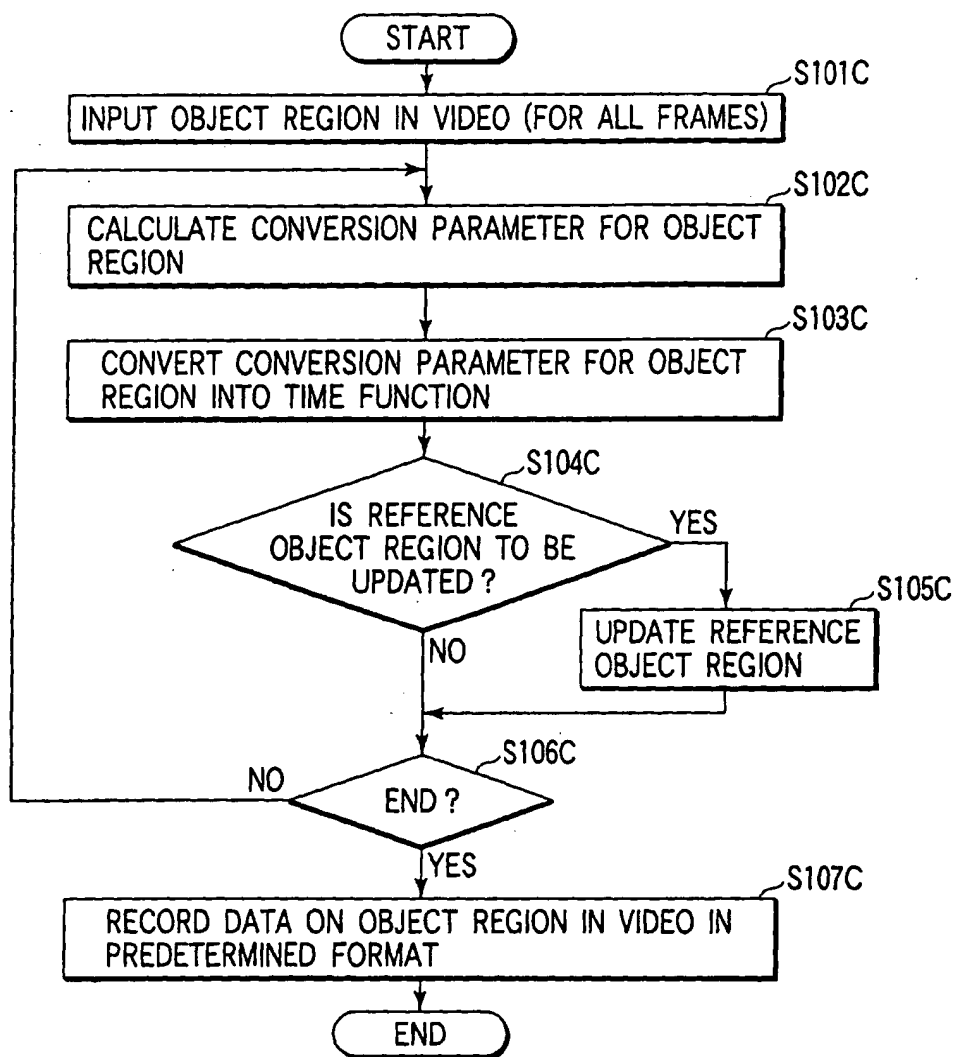 START
S101C
INPUT OBJECT REGION IN VIDEO (FOR ALL FRAMES)
S102C
CALCULATE CONVERSION PARAMETER FOR OBJECT
REGION
S103C
CONVERT CONVERSION PARAMETER FOR OBJECT
REGION INTO TIME FUNCTION
S104C
IS REFERENCE
OBJECT REGION TO BE
UPDATED ?
YES
S105C
UPDATE REFERENCE
OBJECT REGION
NO
S106C
NO
END ?
YES
S107C
RECORD DATA ON OBJECT REGION IN VIDEO IN
PREDETERMINED FORMAT
END